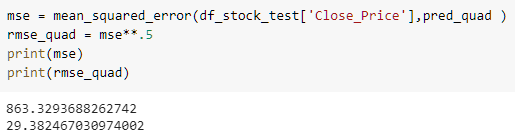 mse = mean_squared_error(df_stock_test['Close_Price'],pred_quad )
rmse_quad = mse**.5
print(mse)
print(rmse_quad)
863.3293688262742
29.382467030974002